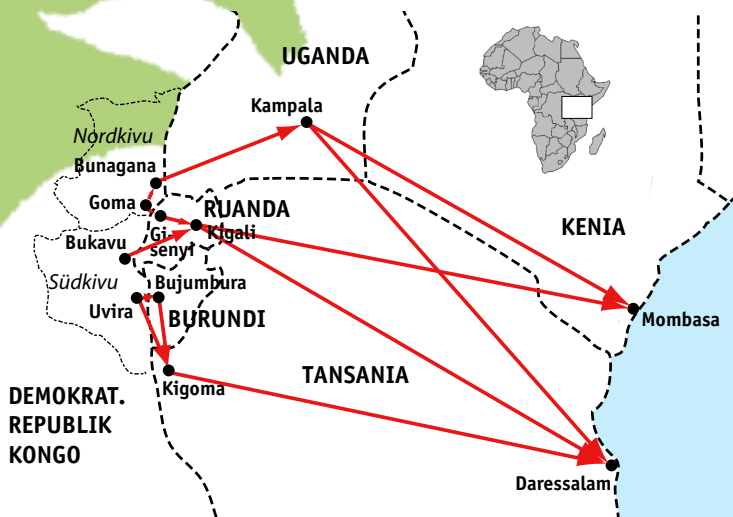 UGANDA
Kampala
Nordkivu
Bunagana
Goma
RUANDA
Gi-
senyi
Kigali
KENIA
Bukavu
Südkivu
Bujumbura
Uvira
BURUNDI
Mombasa
TANSANIA
Kigoma
DEMOKRAT.
REPUBLIK
KONGO
Daressalam